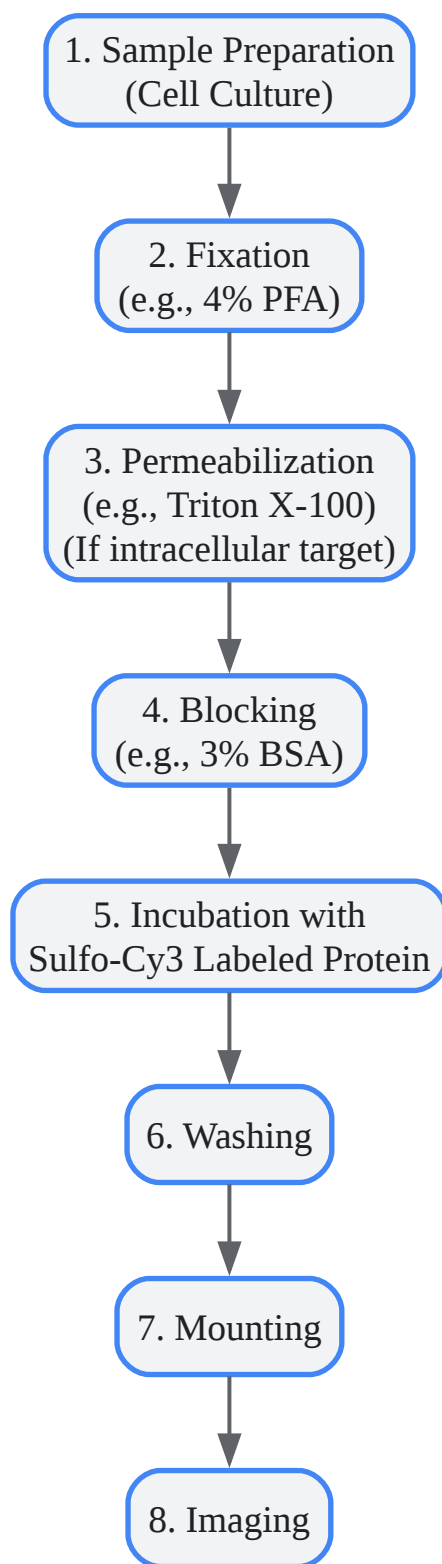 1. Sample Preparation
(Cell Culture)
2. Fixation
(e.g., 4% PFA)
3. Permeabilization
(e.g., Triton X-100)
(If intracellular target)
4. Blocking
(e.g., 3% BSA)
5. Incubation with
Sulfo-Cy3 Labeled Protein
6. Washing
7. Mounting
8. Imaging